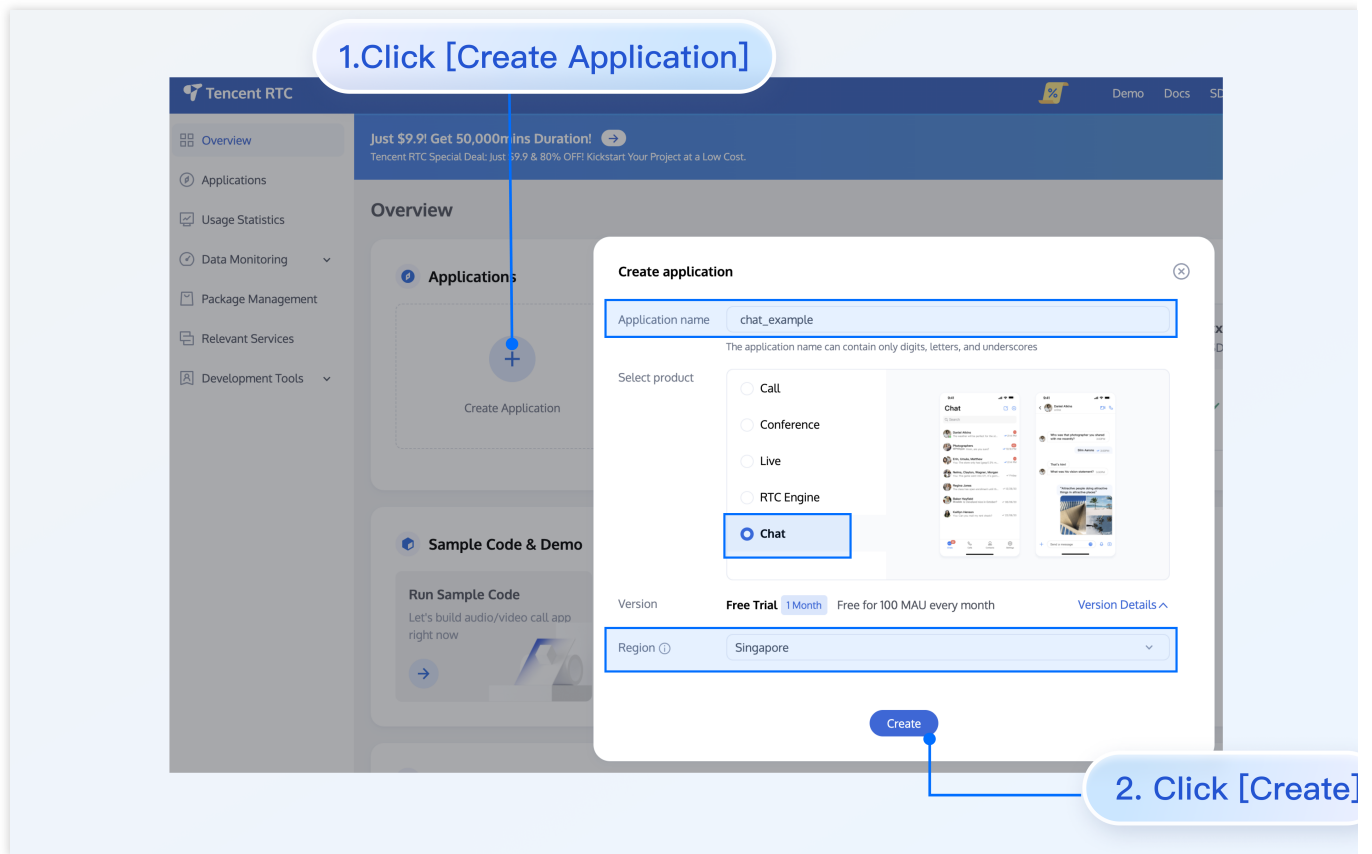 1.Click [Create Application]
Tencent RTC
%
Demo Docs
Overview
Just $9.9! Get 50,000mins Duration!
Tencent RTC Special Deal: Just $9.9 & 80% OFF! Kickstart Your Project at a Low Cost.
Applications
Usage Statistics
Data Monitoring
Package Management
Relevant Services
Development Tools
Overview
Applications
Create Application
Sample Code & Demo
Run Sample Code
Let's build audio/video call app
right now
Create application
Application name chat_example
The application name can contain only digits, letters, and underscores
Select product
Call
Conference
Live
RTC Engine
Chat
Chat
Version Free Trial 1 Month Free for 100 MAU every month Version Details
Region Singapore
Create
2. Click [Create]